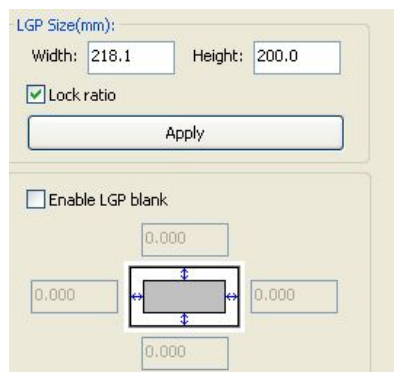 LGP Size(mm):
Width: 218.1 Height: 200.0
Lock ratio
Apply
Enable LGP blank
0.000
0.000 0.000
0.000